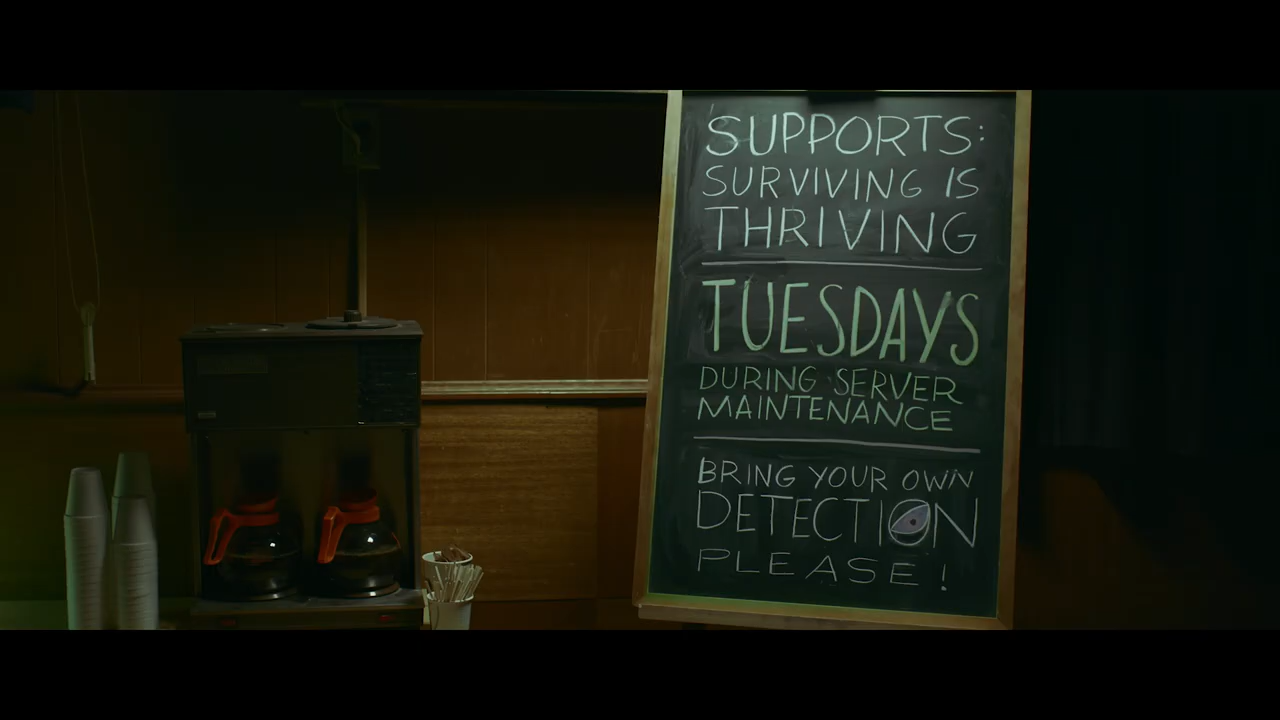 SUPPORTS:
SURVIVING IS
THRIVING
TUESDAYS
DURING SERVER
MAINTENANCE
BRING YOUR OWN
DETECTION
PLEASE!